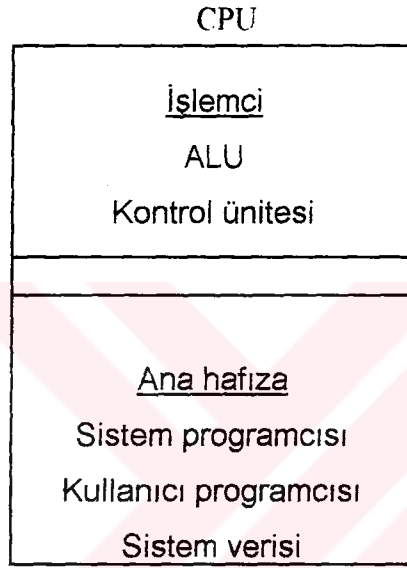 CPU
İşlemci
ALU
Kontrol ünitesi
Ana hafıza
Sistem programcısı
Kullanıcı programcısı
Sistem verisi